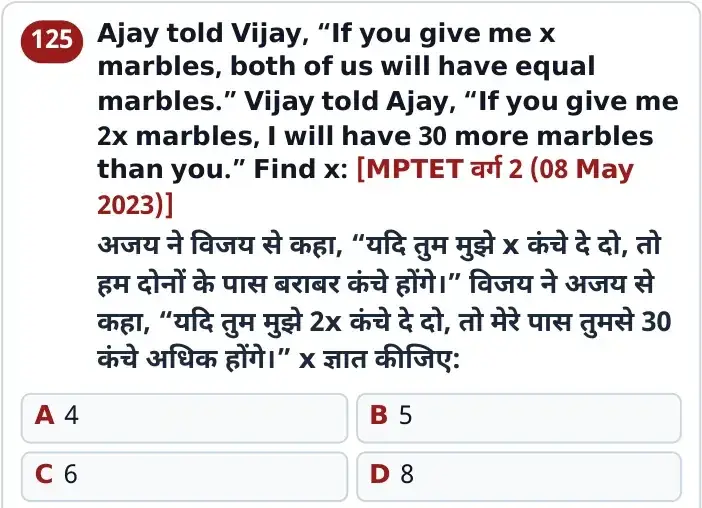 125 Ajay told Vijay, “If you give me x
marbles, both of us will have equal
marbles.” Vijay told Ajay, “If you give me
2x marbles, I will have 30 more marbles
than you.” Find x: [MPTET वर्ग 2 (08 May
2023)]
अजय ने विजय से कहा, “यदि तुम मुझे x कंचे दे दो, तो
हम दोनों के पास बराबर कंचे होंगे।” विजय ने अजय से
कहा, “यदि तुम मुझे 2x कंचे दे दो, तो मेरे पास तुमसे 30
कंचे अधिक होंगे।” x ज्ञात कीजिए:
A 4
B 5
C 6
D 8